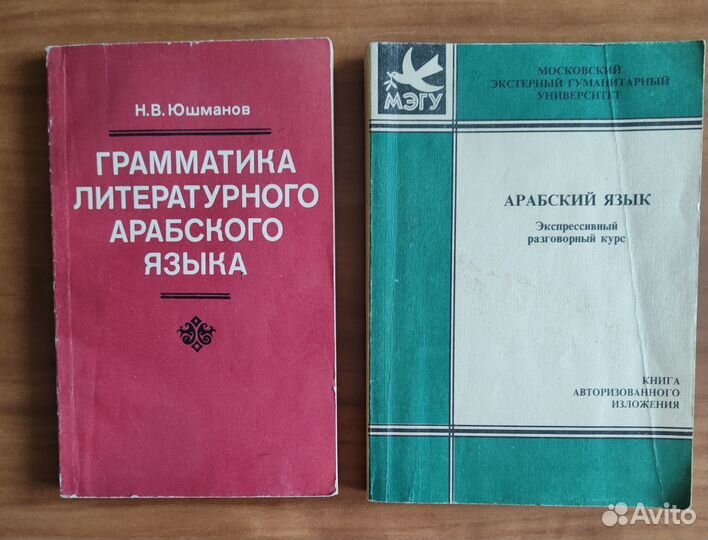 Н.В. Юшманов
ГРАММАТИКА
ЛИТЕРАТУРНОГО
АРАБСКОГО
ЯЗЫКА
МЭГУ
МОСКОВСКИЙ
ЭКСТЕРНЫЙ ГУМАНИТАРНЫЙ
УНИВЕРСИТЕТ
АРАБСКИЙ ЯЗЫК
Экспрессивный
разговорный курс
КНИГА
АВТОРИЗОВАННОГО
ИЗЛОЖЕНИЯ
Avito